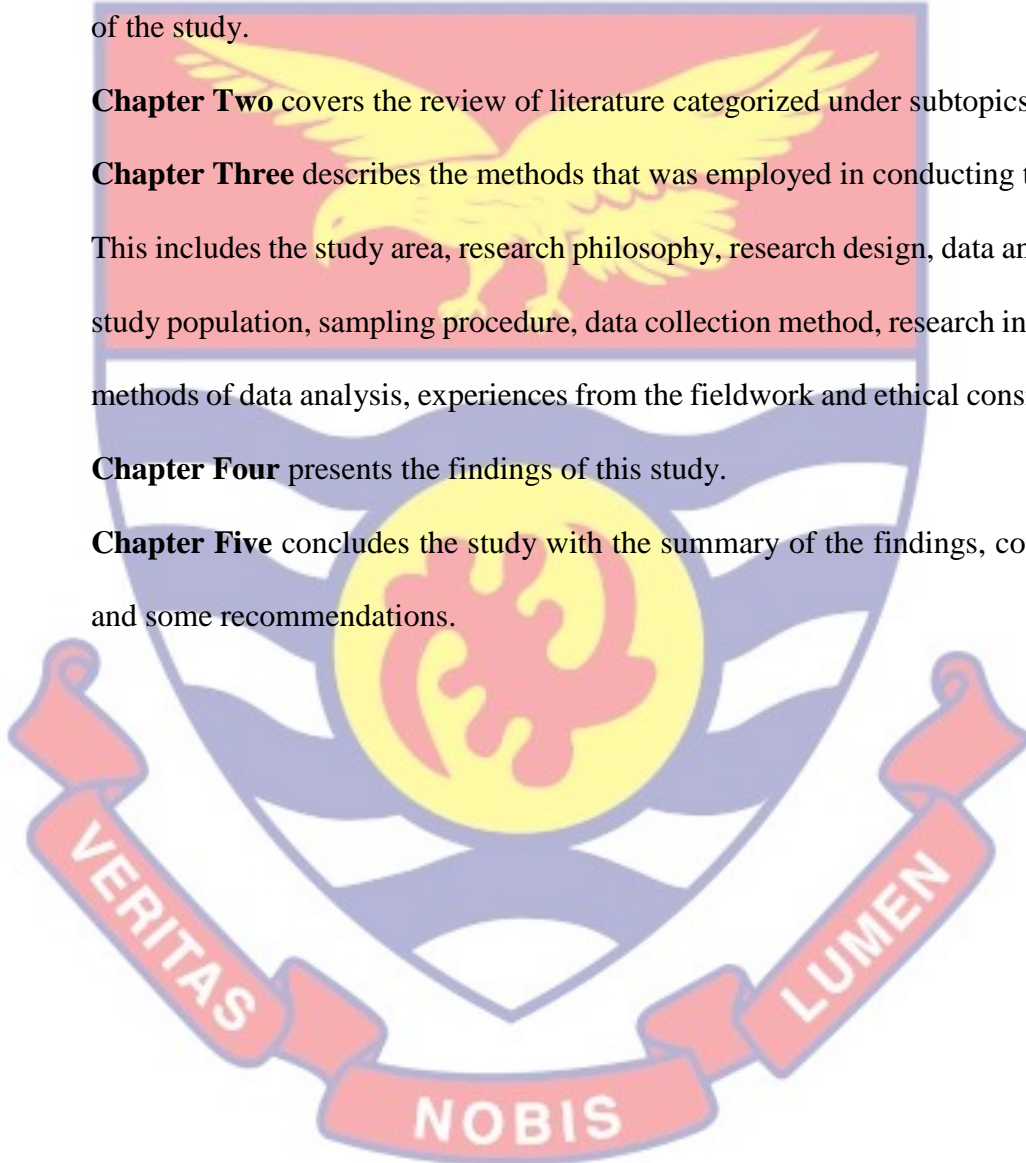 of the study.
Chapter Two covers the review of literature categorized under subtopics
Chapter Three describes the methods that was employed in conducting
This includes the study area, research philosophy, research design, data
study population, sampling procedure, data collection method, research
methods of data analysis, experiences from the fieldwork and ethical
Chapter Four presents the findings of this study.
Chapter Five concludes the study with the summary of the findings,
and some recommendations.
VERITAS
NOBIS
LUMEN